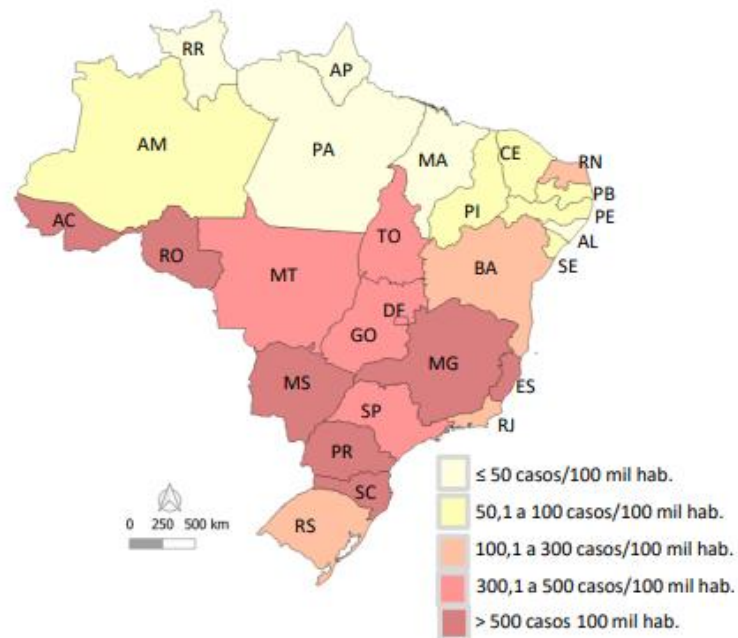 RR
AP
AM
PA
MA
CE
RN
PB
PE
AL
SE
PI
AC
RO
TO
BA
MT
DF
GO
MG
MS
ES
SP
RJ
PR
SC
RS
0 250 500 km
≤ 50 casos/100 mil hab.
50,1 a 100 casos/100 mil hab.
100,1 a 300 casos/100 mil hab.
300,1 a 500 casos/100 mil hab.
> 500 casos 100 mil hab.